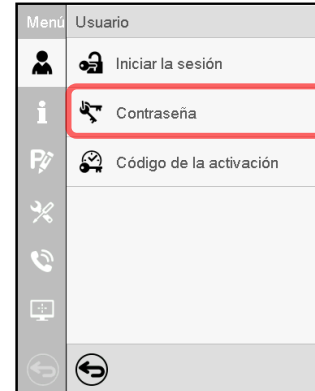 Menú Usuario
Iniciar la sesión
Contraseña
Código de la activación